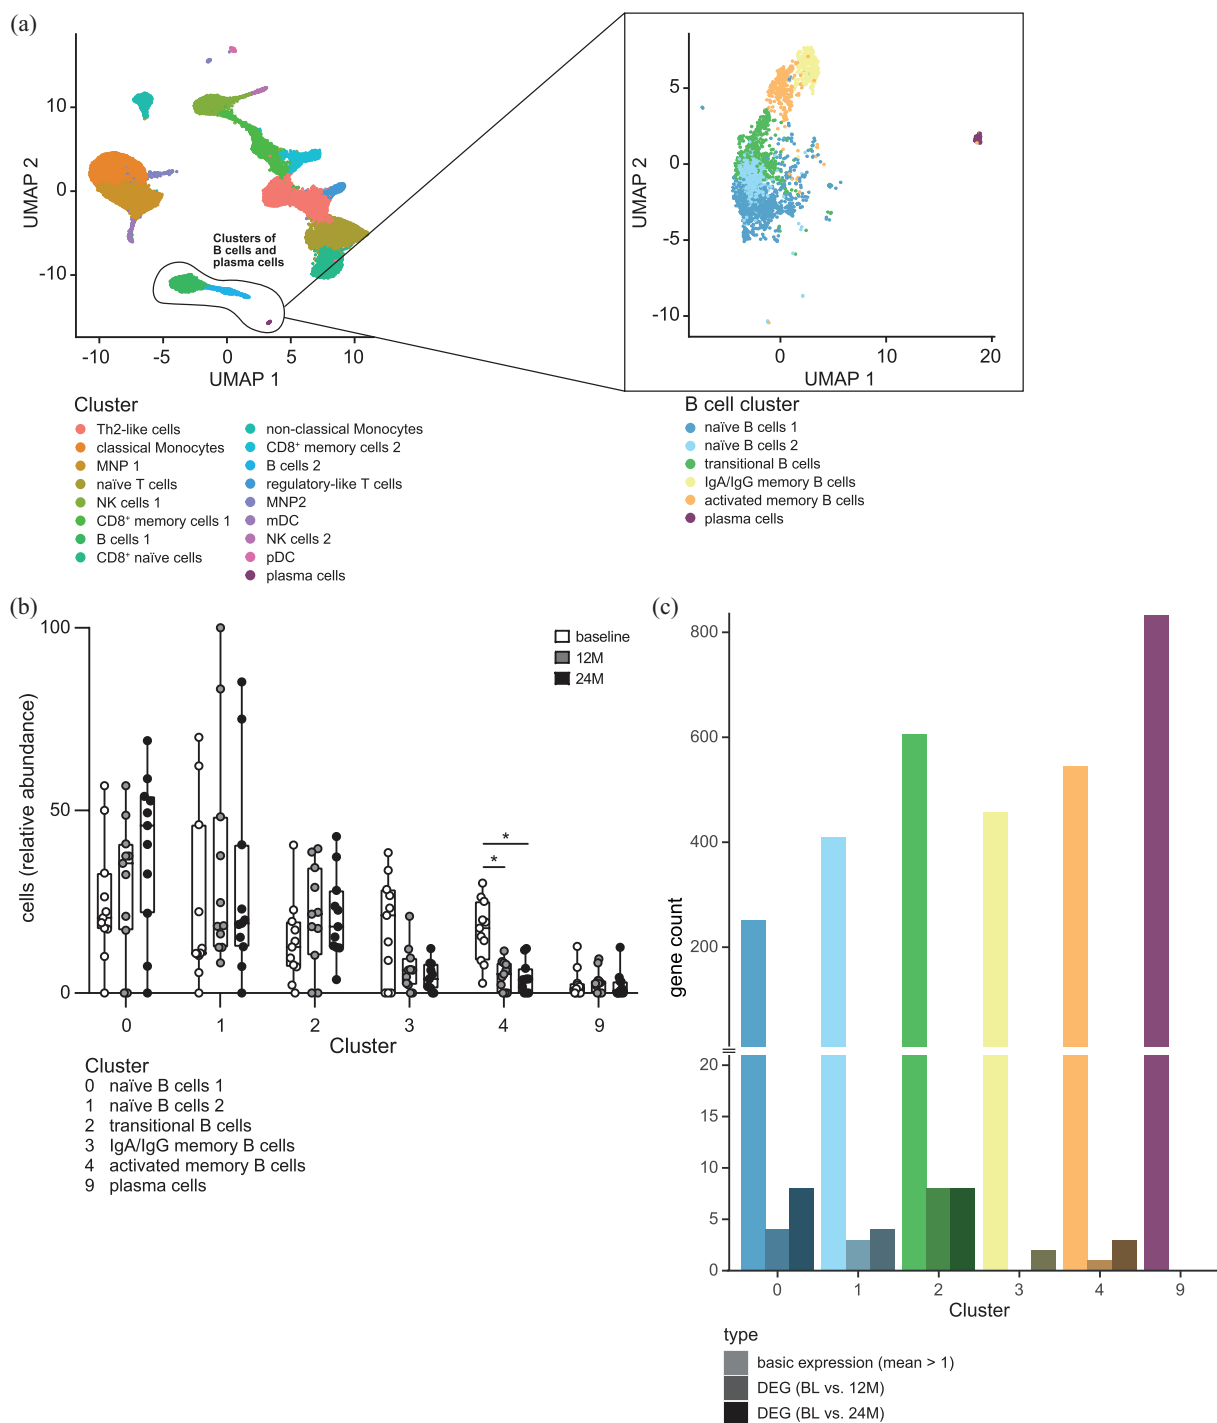 (a)
UMAP 2
10
0
-10
Clusters of
B cells and
plasma cells
-10
-5
0
5
10
UMAP 1
UMAP 2
5
0
-5
-10
0
10
20
UMAP 1
Cluster
Th2-like cells
classical Monocytes
MNP 1
naïve T cells
NK cells 1
CD8⁺ memory cells 1
B cells 1
CD8⁺ naïve cells
non-classical Monocytes
CD8⁺ memory cells 2
B cells 2
regulatory-like T cells
MNP2
mDC
NK cells 2
pDC
plasma cells
B cell cluster
naïve B cells 1
naïve B cells 2
transitional B cells
IgA/IgG memory B cells
activated memory B cells
plasma cells
(b)
cells (relative abundance)
100
50
0
baseline
12M
24M
*
*
0
1
2
3
4
9
Cluster
Cluster
0 naïve B cells 1
1 naïve B cells 2
2 transitional B cells
3 IgA/IgG memory B cells
4 activated memory B cells
9 plasma cells
(c)
gene count
800
600
400
200
20
15
10
5
0
0
1
2
3
4
9
Cluster
type
basic expression (mean > 1)
DEG (BL vs. 12M)
DEG (BL vs. 24M)